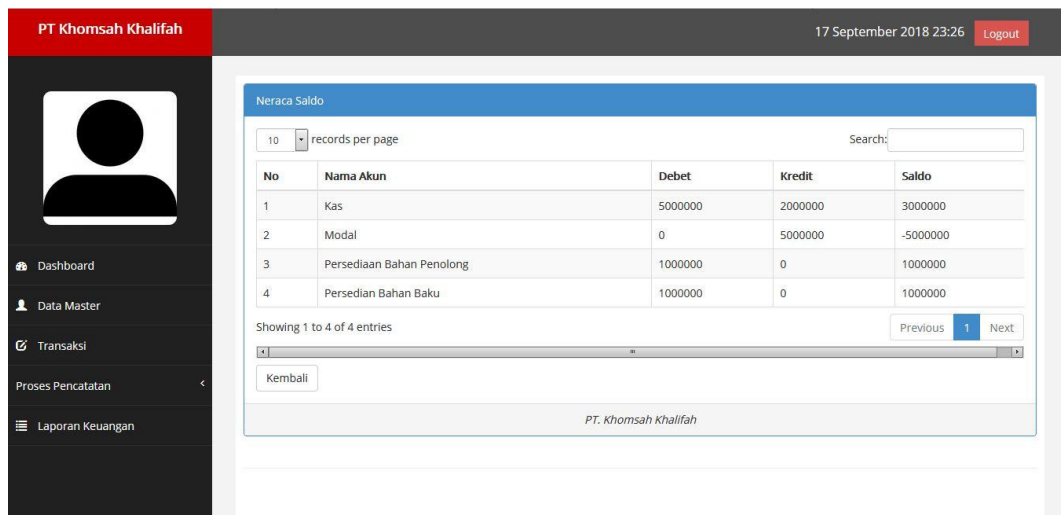 PT Khomsah Khalifah
17 September 2018 23:26 Logout
Dashboard
Data Master
Transaksi
Proses Pencatatan
Laporan Keuangan
Neraca Saldo
10 records per page Search:
No Nama Akun Debet Kredit Saldo
1 Kas 5000000 2000000 3000000
2 Modal 0 5000000 -5000000
3 Persediaan Bahan Penolong 1000000 0 1000000
4 Persedian Bahan Baku 1000000 0 1000000
Showing 1 to 4 of 4 entries Previous 1 Next
Kembali
PT. Khomsah Khalifah